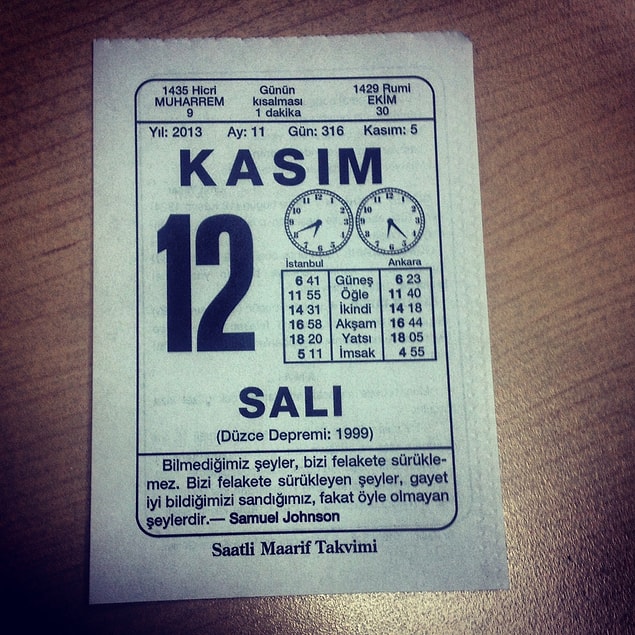 1435 Hicri Günün 1429 Rumi
MUHARREM kısalması EKİM
9 1 dakika 30
Yıl: 2013 Ay: 11 Gün: 316 Kasım: 5
KASIM
12
İstanbul Ankara
6 41 Güneş 6 23
11 55 Öğle 11 40
14 31 İkindi 14 18
16 58 Akşam 16 44
18 20 Yatsı 18 05
5 11 İmsak 4 55
SALI
(Düzce Depremi: 1999)
Bilmediğimiz şeyler, bizi felakete sürükle-
mez. Bizi felakete sürükleyen şeyler, gayet
iyi bildiğimizi sandığımız, fakat öyle olmayan
şeylerdir.— Samuel Johnson
Saatli Maarif Takvimi